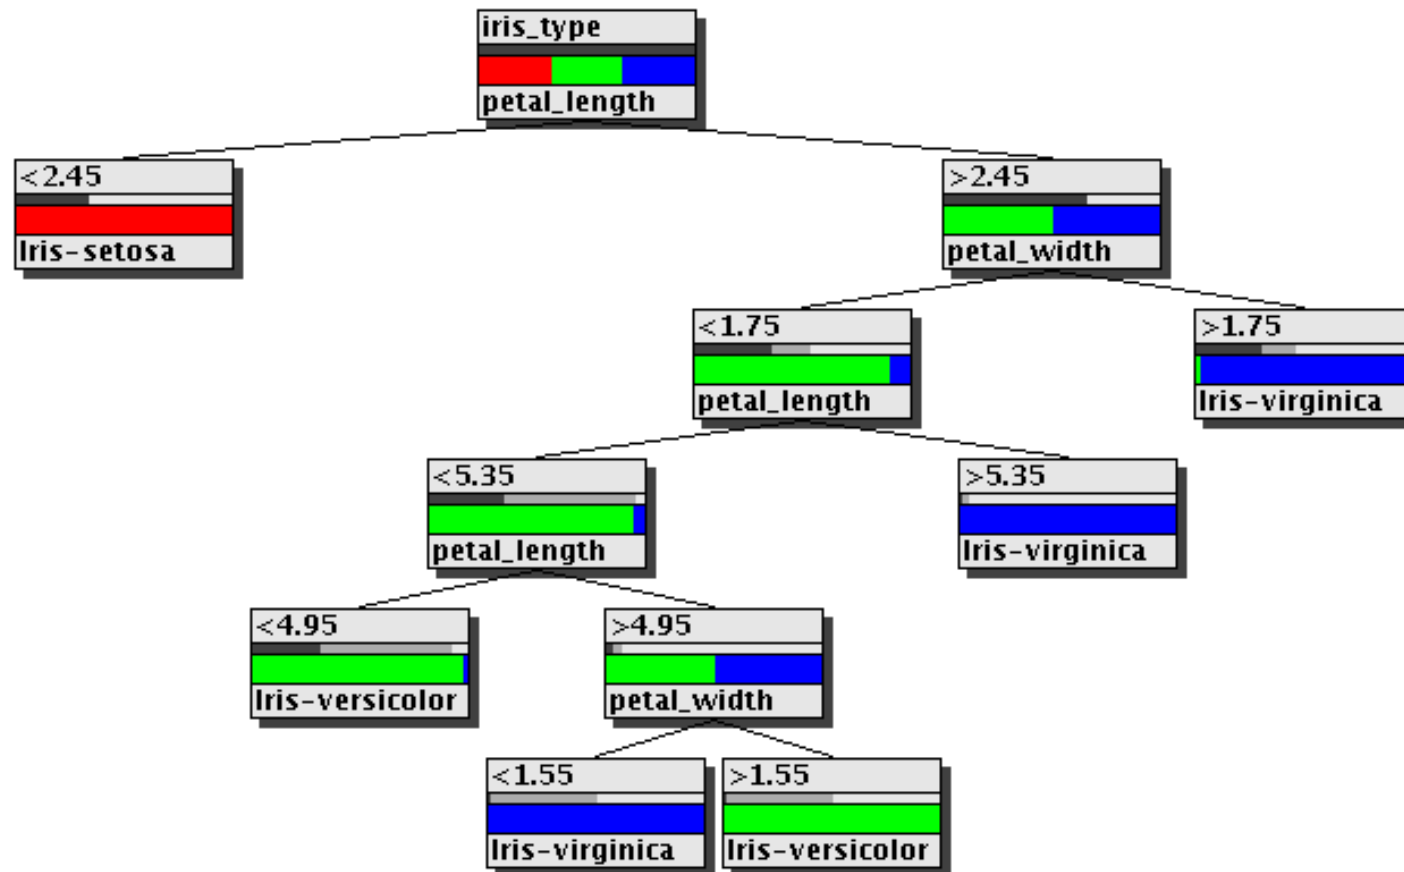 iris_type
petal_length
<2.45
Iris-setosa
>2.45
petal_width
<1.75
petal_length
>1.75
Iris-virginica
<5.35
petal_length
>5.35
Iris-virginica
<4.95
Iris-versicolor
>4.95
petal_width
<1.55
Iris-virginica
>1.55
Iris-versicolor